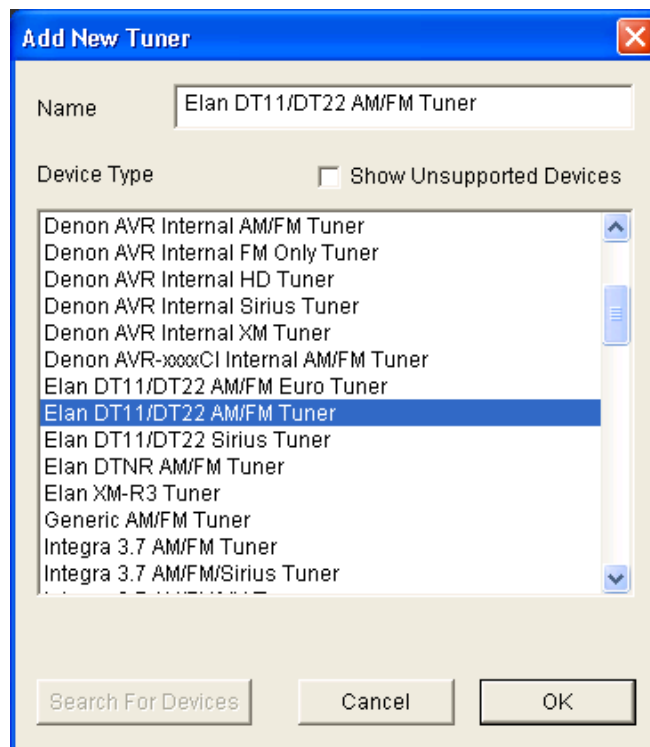 Add New Tuner
Name
Elan DT11/DT22 AM/FM Tuner
Device Type
Show Unsupported Devices
Denon AVR Internal AM/FM Tuner
Denon AVR Internal FM Only Tuner
Denon AVR Internal HD Tuner
Denon AVR Internal Sirius Tuner
Denon AVR Internal XM Tuner
Denon AVR-xxxxCI Internal AM/FM Tuner
Elan DT11/DT22 AM/FM Euro Tuner
Elan DT11/DT22 AM/FM Tuner
Elan DT11/DT22 Sirius Tuner
Elan DTNR AM/FM Tuner
Elan XM-R3 Tuner
Generic AM/FM Tuner
Integra 3.7 AM/FM Tuner
Integra 3.7 AM/FM/Sirius Tuner
Search For Devices
Cancel
OK